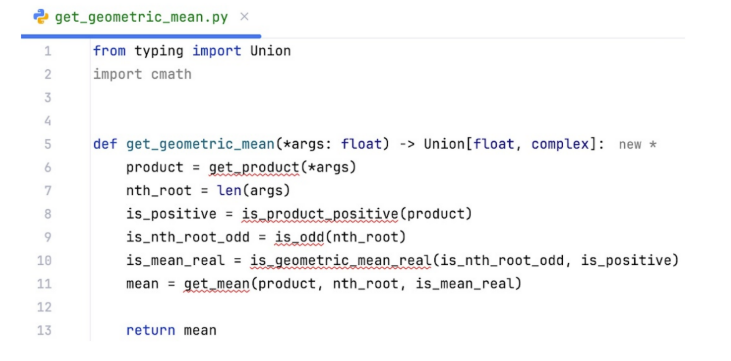 get_geometric_mean.py ×
1 from typing import Union
2 import cmath
3
4
5 def get_geometric_mean(*args: float) -> Union[float, complex]: new *
6 product = get_product(*args)
7 nth_root = len(args)
8 is_positive = is_product_positive(product)
9 is_nth_root_odd = is_odd(nth_root)
10 is_mean_real = is_geometric_mean_real(is_nth_root_odd, is_positive)
11 mean = get_mean(product, nth_root, is_mean_real)
12
13 return mean